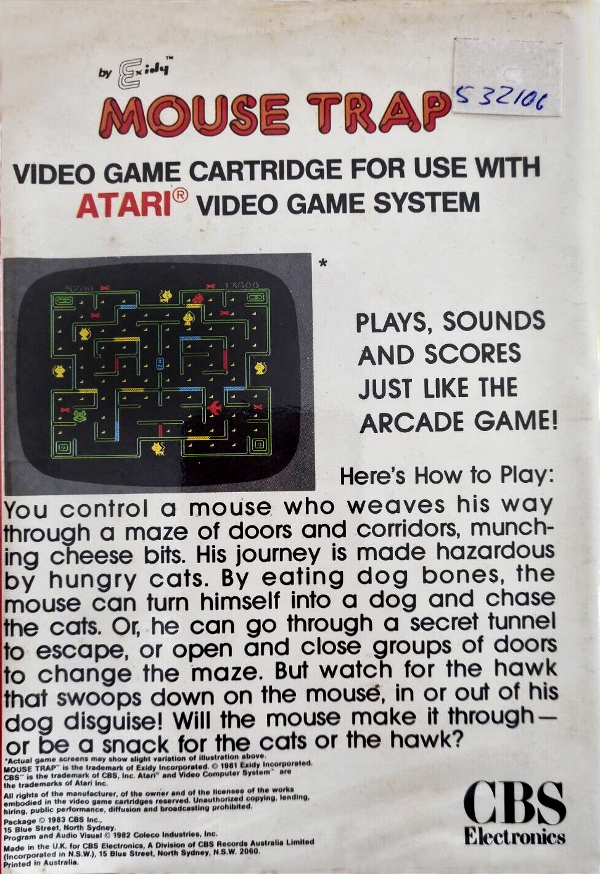 by Exidy™
MOUSE TRAP
532106
VIDEO GAME CARTRIDGE FOR USE WITH
ATARI® VIDEO GAME SYSTEM
*
13800
PLAYS, SOUNDS
AND SCORES
JUST LIKE THE
ARCADE GAME!
Here's How to Play:
You control a mouse who weaves his way
through a maze of doors and corridors, munch-
ing cheese bits. His journey is made hazardous
by hungry cats. By eating dog bones, the
mouse can turn himself into a dog and chase
the cats. Or, he can go through a secret tunnel
to escape, or open and close groups of doors
to change the maze. But watch for the hawk
that swoops down on the mouse, in or out of his
dog disguise! Will the mouse make it through—
or be a snack for the cats or the hawk?
*Actual game screens may show slight variation of illustration above.
MOUSE TRAP™ is the trademark of Exidy Incorporated. © 1981 Exidy Incorporated.
CBS™ is the trademark of CBS, Inc. Atari® and Video Computer System™ are
the trademarks of Atari Inc.
All rights of the manufacturer, of the owner and of the licensee of the works
embodied in the video game cartridges reserved. Unauthorized copying, lending,
hiring, public performance, diffusion and broadcasting prohibited.
Package © 1983 CBS Inc.,
15 Blue Street, North Sydney.
Program and Audio Visual © 1982 Coleco Industries, Inc.
Made in the U.K. for CBS Electronics, A Division of CBS Records Australia Limited
(Incorporated in N.S.W.), 15 Blue Street, North Sydney, N.S.W. 2060.
Printed in Australia.
CBS
Electronics